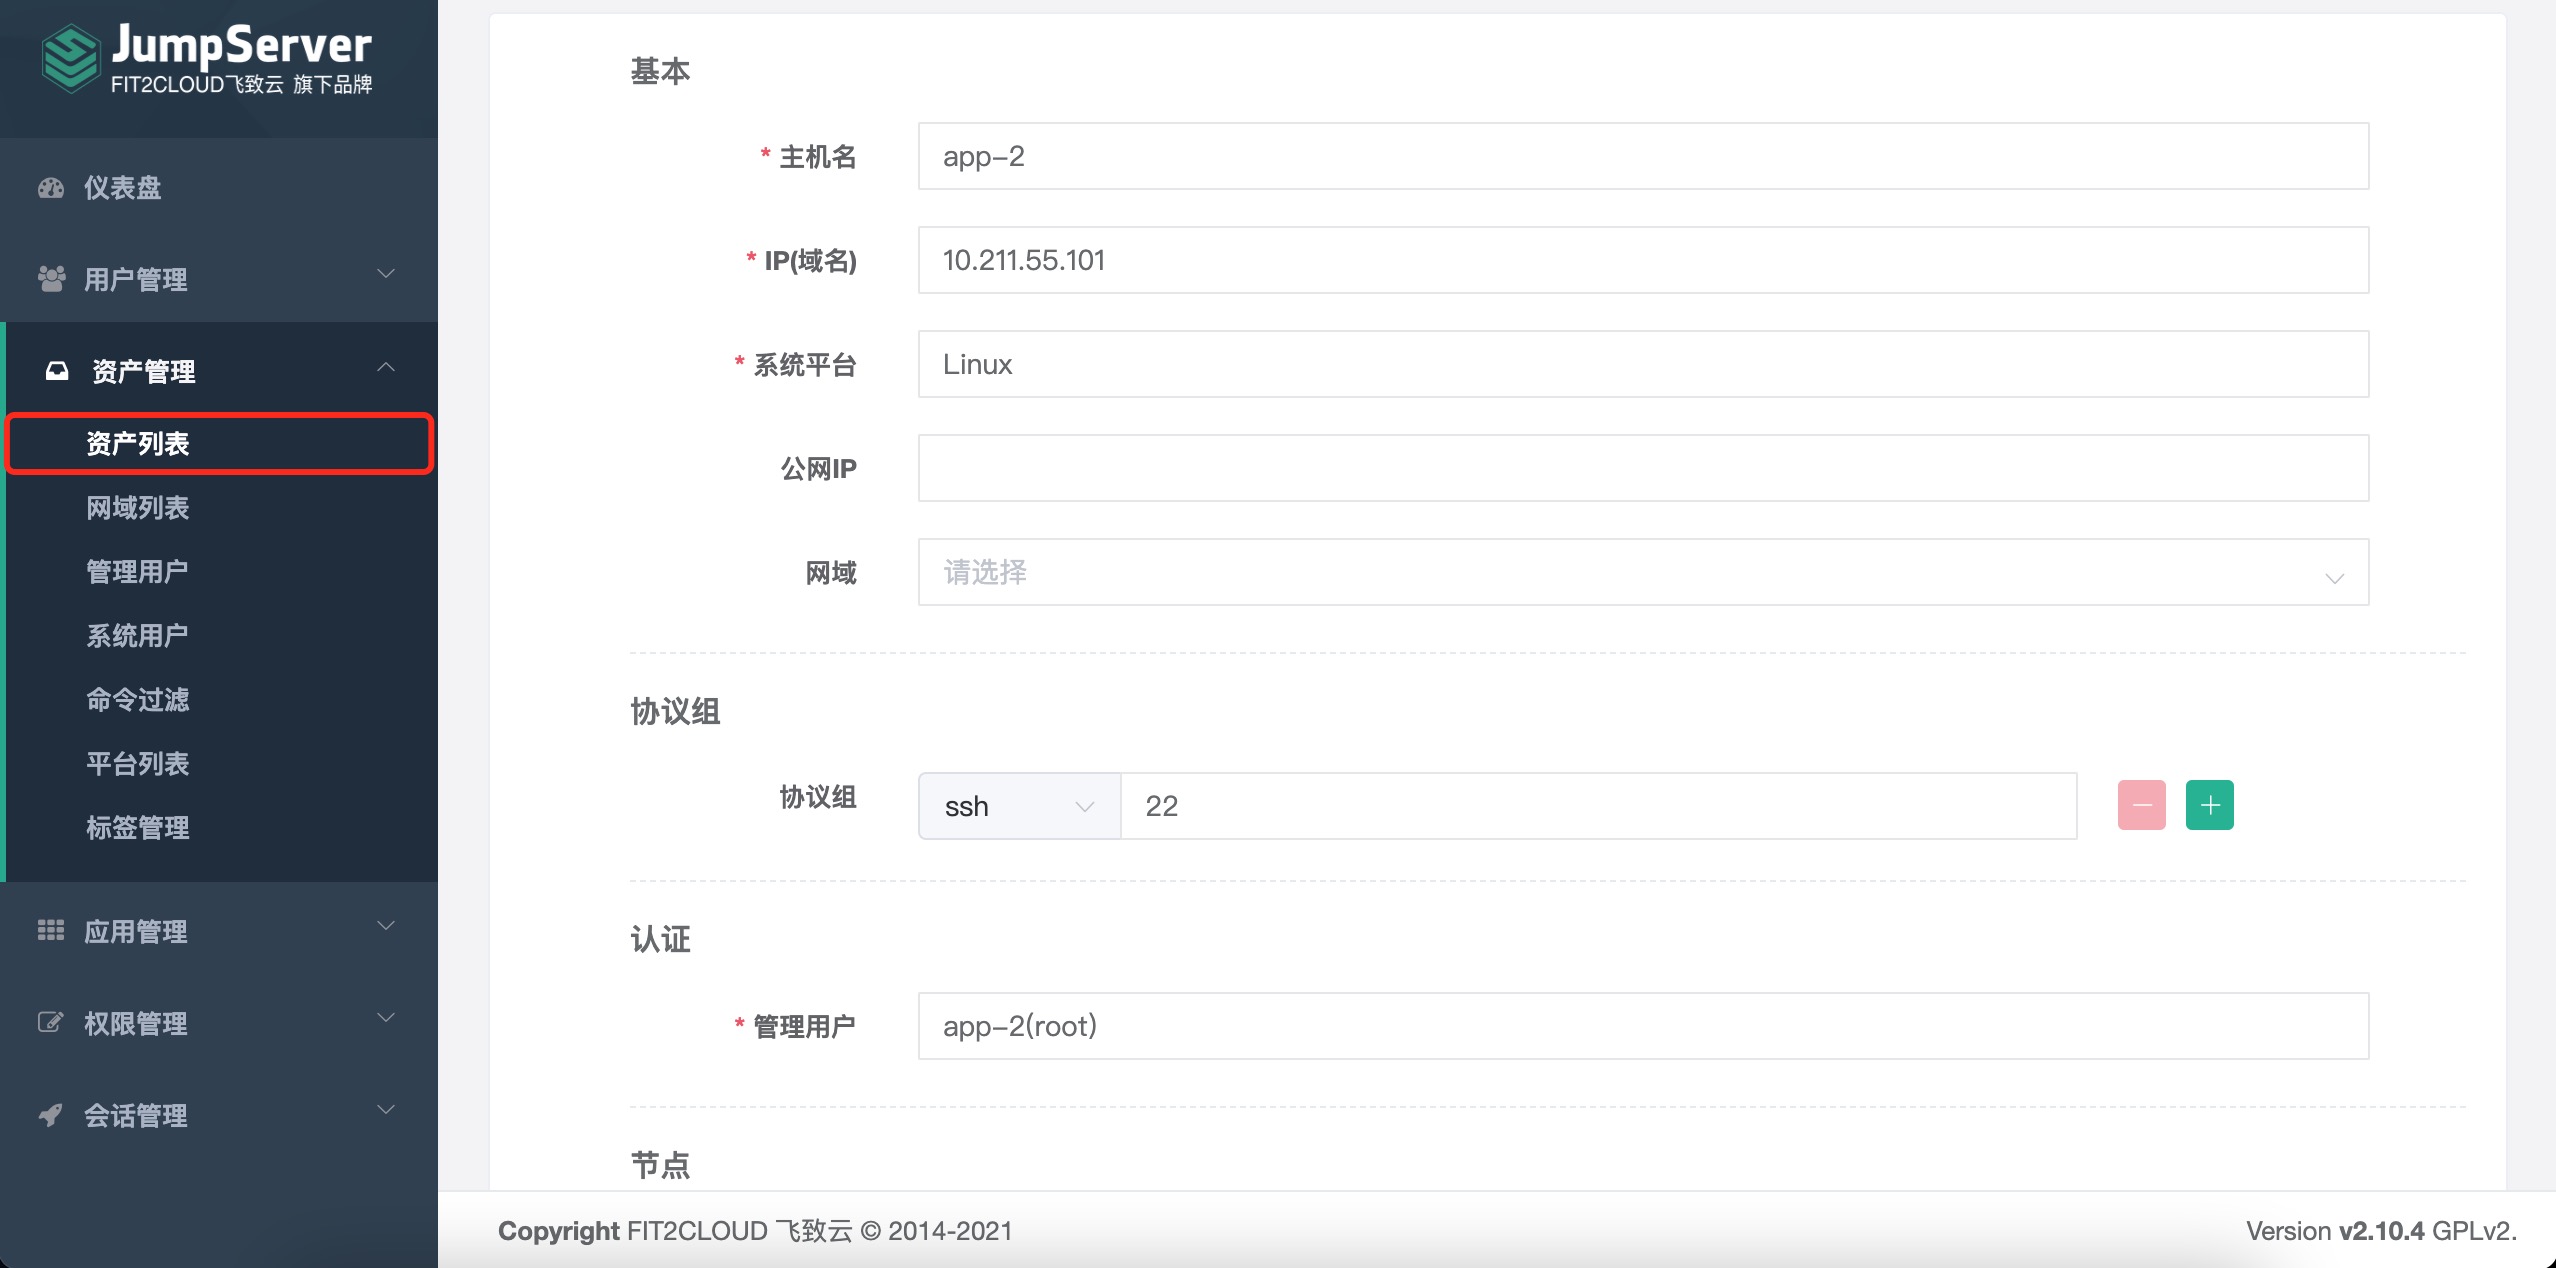 JumpServer
FIT2CLOUD飞致云 旗下品牌
仪表盘
用户管理
资产管理
资产列表
网域列表
管理用户
系统用户
命令过滤
平台列表
标签管理
应用管理
权限管理
会话管理
基本
* 主机名
app-2
* IP(域名)
10.211.55.101
* 系统平台
Linux
公网IP
网域
请选择
协议组
协议组
ssh
22
认证
* 管理用户
app-2(root)
节点
Copyright FIT2CLOUD 飞致云 © 2014-2021
Version v2.10.4 GPLv2.